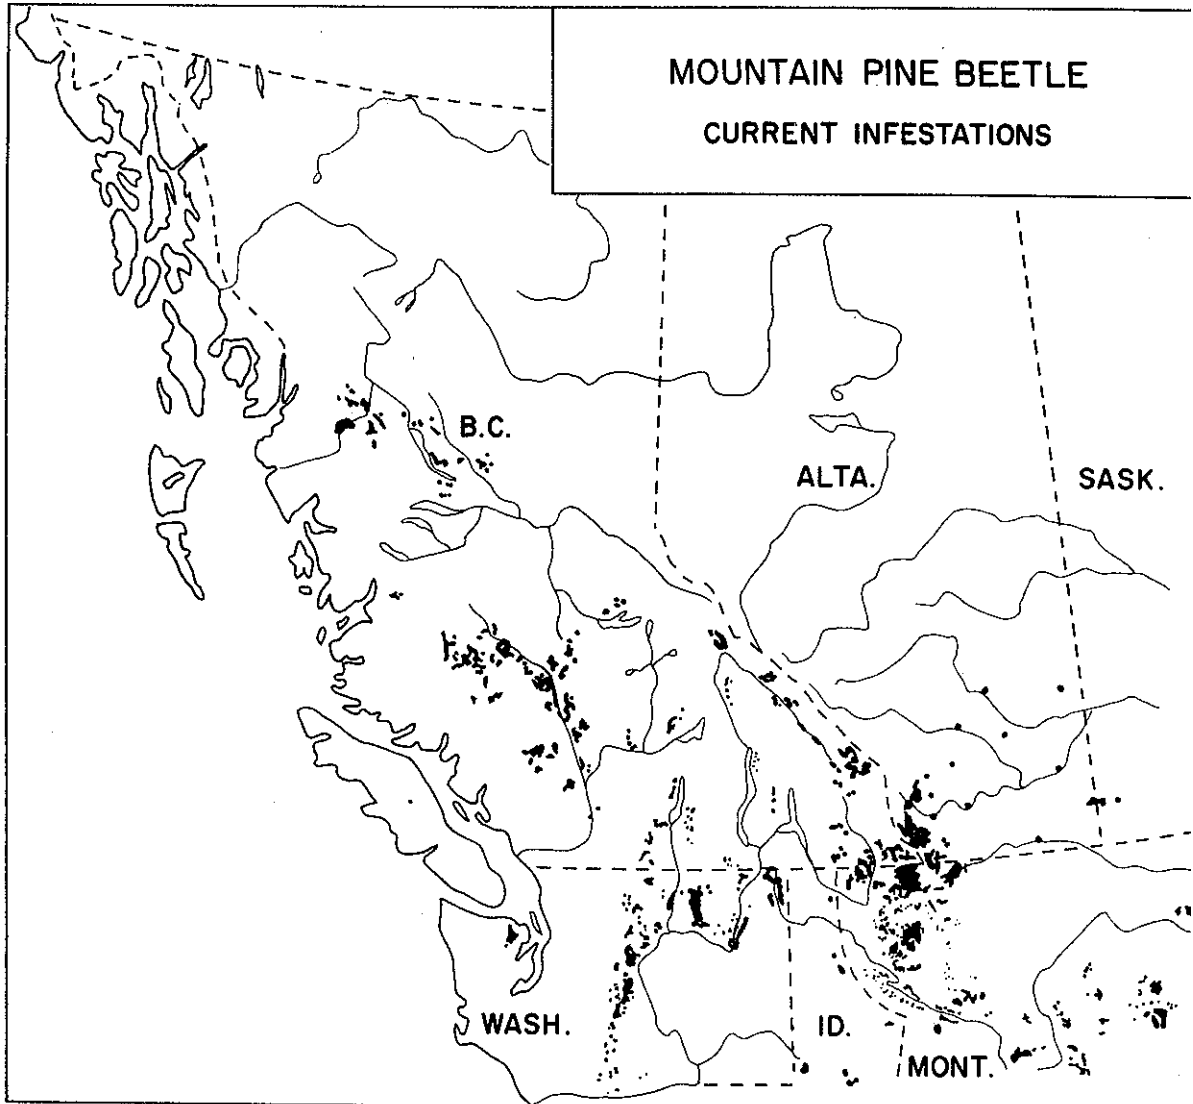 MOUNTAIN PINE BEETLE
CURRENT INFESTATIONS
B.C.
ALTA.
SASK.
WASH.
ID.
MONT.